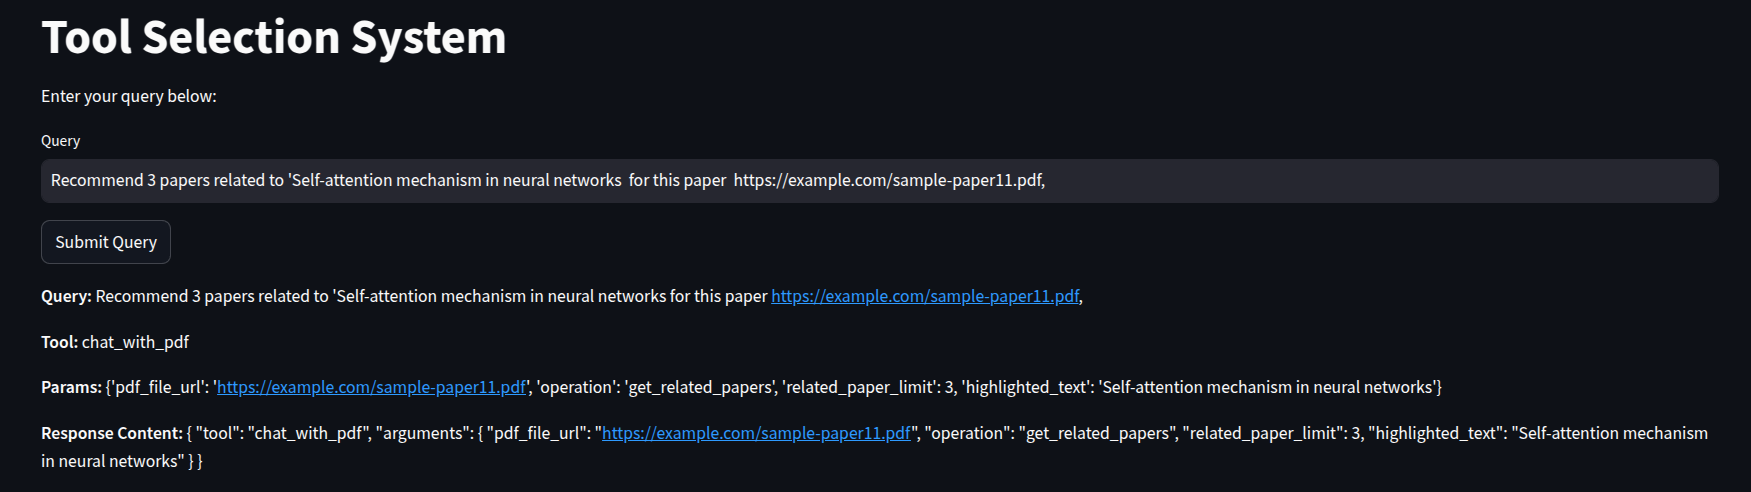 Tool Selection System
Enter your query below:
Query
Recommend 3 papers related to 'Self-attention mechanism in neural networks  for this paper  https://example.com/sample-paper11.pdf,
Submit Query
Query: Recommend 3 papers related to 'Self-attention mechanism in neural networks for this paper https://example.com/sample-paper11.pdf,
Tool: chat_with_pdf
Params: {'pdf_file_url': 'https://example.com/sample-paper11.pdf', 'operation': 'get_related_papers', 'related_paper_limit': 3, 'highlighted_text': 'Self-attention mechanism in neural networks'}
Response Content: { "tool": "chat_with_pdf", "arguments": { "pdf_file_url": "https://example.com/sample-paper11.pdf", "operation": "get_related_papers", "related_paper_limit": 3, "highlighted_text": "Self-attention mechanism
in neural networks" } }